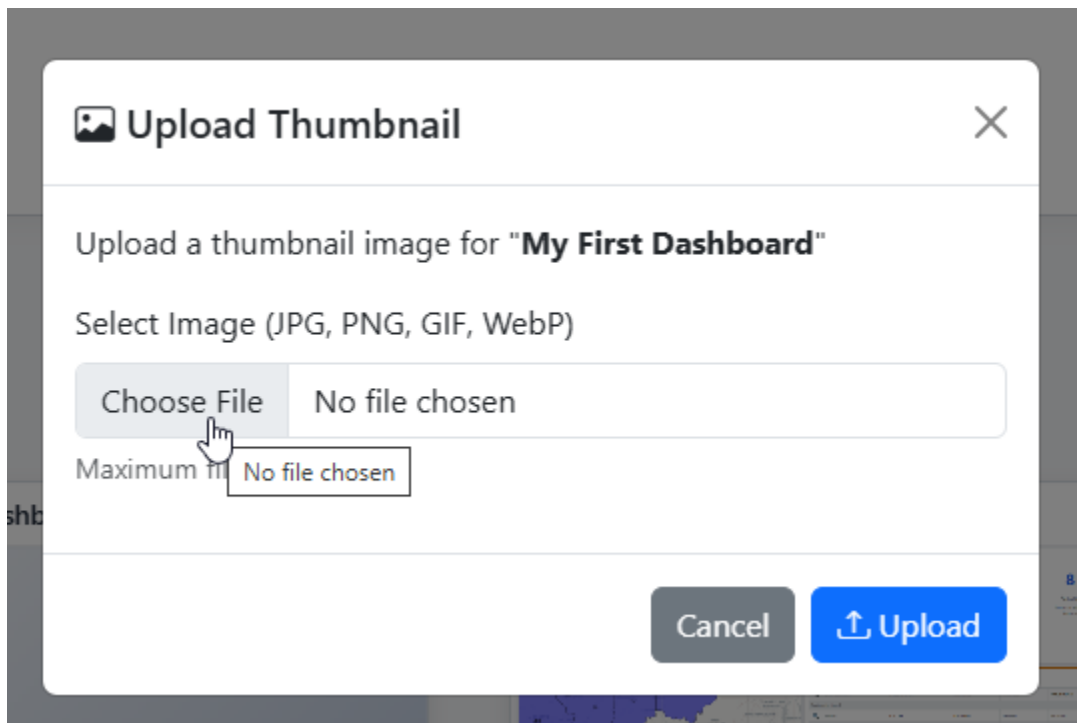 Upload Thumbnail
Upload a thumbnail image for "My First Dashboard"
Select Image (JPG, PNG, GIF, WebP)
Choose File No file chosen
Maximum
No file chosen
Cancel Upload
8